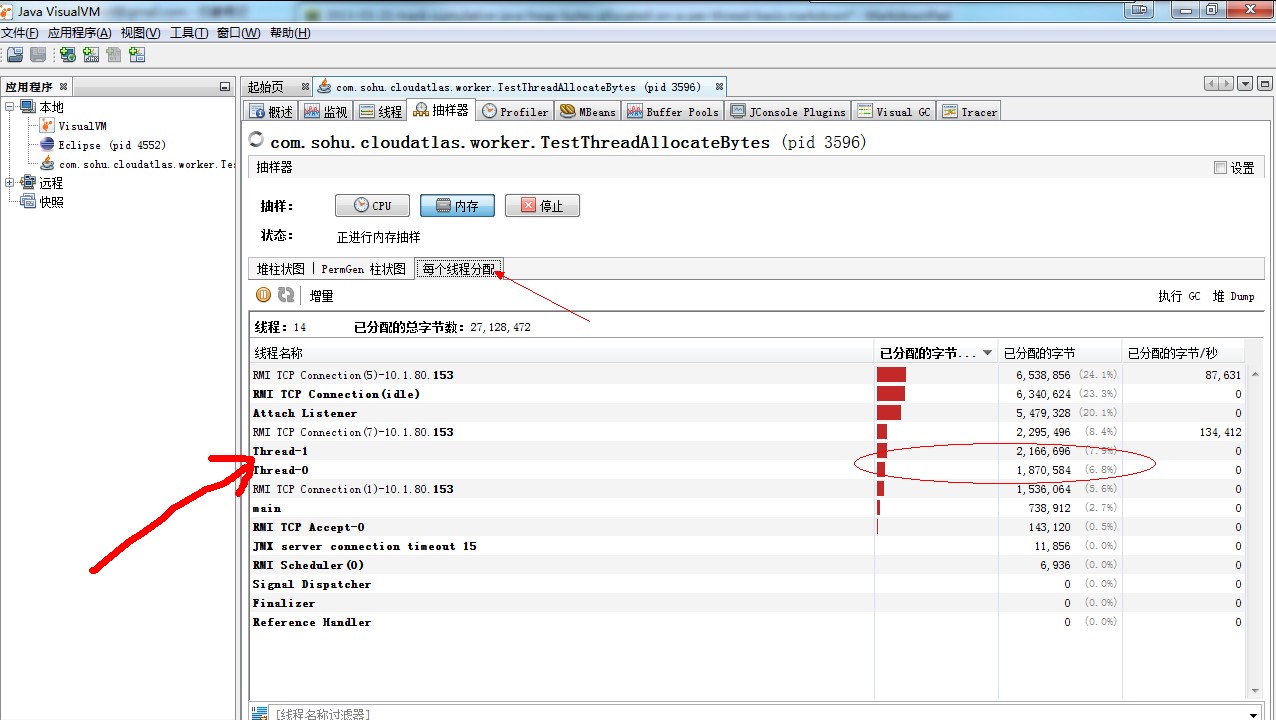 Java VisualVM
文件(F) 应用程序(A) 视图(V) 工具(T) 窗口(W) 帮助(H)
应用程序
本地
VisualVM
Eclipse (pid 4552)
com.sohu.cloudatlas.worker.Tes
远程
快照
起始页 com.sohu.cloudatlas.worker.TestThreadAllocateBytes (pid 3596)
概述 监视 线程 抽样器 Profiler MBeans Buffer Pools JConsole Plugins Visual GC Tracer
com.sohu.cloudatlas.worker.TestThreadAllocateBytes (pid 3596)
抽样器 设置
抽样: CPU 内存 停止
状态: 正进行内存抽样
堆柱状图 PermGen 柱状图 每个线程分配
增量 执行 GC 堆 Dump
线程: 14 已分配的总字节数: 27,128,472
线程名称 已分配的字节... 已分配的字节 已分配的字节/秒
RMI TCP Connection(5)-10.1.80.153 6,538,856 (24.1%) 87,631
RMI TCP Connection(idle) 6,340,624 (23.3%) 0
Attach Listener 5,479,328 (20.1%) 0
RMI TCP Connection(7)-10.1.80.153 2,295,496 (8.4%) 134,412
Thread-1 2,166,696 (7.9%) 0
Thread-0 1,870,584 (6.8%) 0
RMI TCP Connection(1)-10.1.80.153 1,536,064 (5.6%) 0
main 738,912 (2.7%) 0
RMI TCP Accept-0 143,120 (0.5%) 0
JMX server connection timeout 15 11,856 (0.0%) 0
RMI Scheduler(0) 6,936 (0.0%) 0
Signal Dispatcher 0 (0.0%) 0
Finalizer 0 (0.0%) 0
Reference Handler 0 (0.0%) 0
[线程名称过滤器]